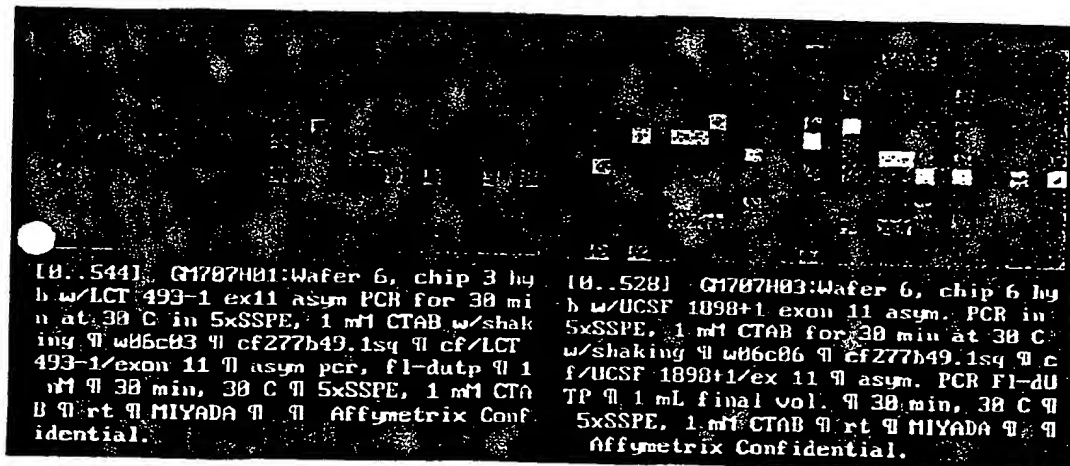 [0..544] GM707H01:Wafer 6, chip 3 hy
b w/LCT 493-1 ex11 asym PCR for 30 mi
n at 30 C in 5xSSPE, 1 mM CTAB w/shak
ing ¶ w06c03 ¶ cf277b49.1sq ¶ cf/LCT
493-1/exon 11 ¶ asym pcr, fl-dutp ¶ 1
nM ¶ 30 min, 30 C ¶ 5xSSPE, 1 mM CTA
B ¶ rt ¶ MIYADA ¶ ¶ Affymetrix Conf
idential.
[0..528] GM707H03:Wafer 6, chip 6 hy
b w/UCSF 1898+1 exon 11 asym. PCR in
5xSSPE, 1 mM CTAB for 30 min at 30 C
w/shaking ¶ w06c06 ¶ cf277b49.1sq ¶ c
f/UCSF 1898+1/ex 11 ¶ asym. PCR Fl-dU
TP ¶ 1 mL final vol. ¶ 30 min, 30 C ¶
5xSSPE, 1 mM CTAB ¶ rt ¶ MIYADA ¶ ¶
Affymetrix Confidential.